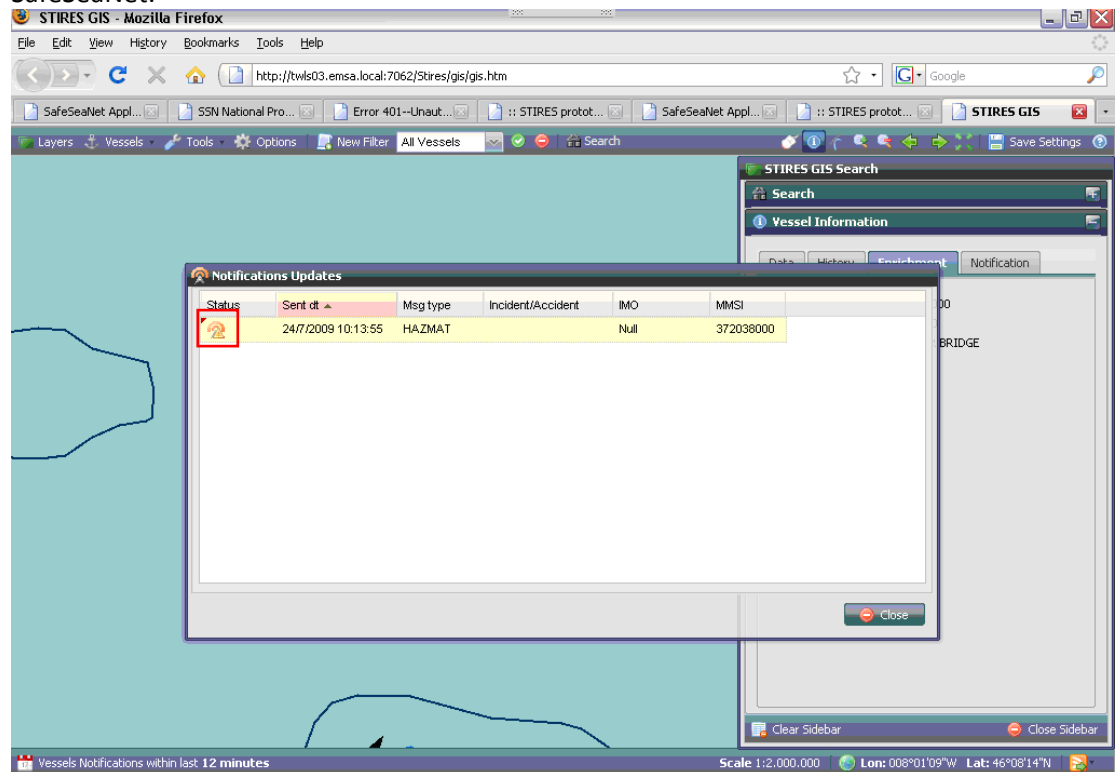 SafeSeaNet.
STIRES GIS - Mozilla Firefox
File Edit View History Bookmarks Tools Help
http://twls03.emsa.local:7062/Stires/gis/gis.htm
G Google
SafeSeaNet Appl... SSN National Pro... Error 401--Unaut... :: STIRES protot... SafeSeaNet Appl... :: STIRES protot... STIRES GIS
Layers Vessels Tools Options New Filter All Vessels Search Save Settings
STIRES GIS Search
Search
Vessel Information
Data History Enrichment Notification
Notifications Updates
Status Sent dt Msg type Incident/Accident IMO MMSI
24/7/2009 10:13:55 HAZMAT Null 372038000
00
BRIDGE
Close
Clear Sidebar Close Sidebar
Vessels Notifications within last 12 minutes Scale 1:2.000.000 Lon: 008°01'09"W Lat: 46°08'14"N